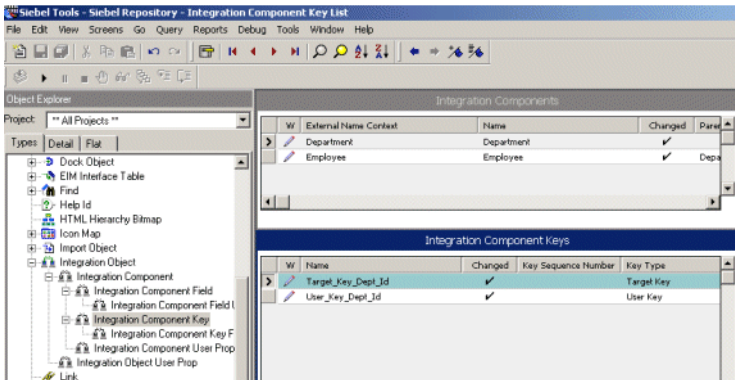 Siebel Tools - Siebel Repository - Integration Component Key List
File Edit View Screens Go Query Reports Debug Tools Window Help
Object Explorer
Project: ** All Projects **
Types Detail Flat
Dock Object
EIM Interface Table
Find
Help Id
HTML Hierarchy Bitmap
Icon Map
Import Object
Integration Object
Integration Component
Integration Component Field
Integration Component Field U
Integration Component Key
Integration Component Key F
Integration Component User Prop
Integration Object User Prop
Link
Integration Components
W External Name Context Name Changed Paren
Department Department ✔
Employee Employee ✔ Depa
Integration Component Keys
W Name Changed Key Sequence Number Key Type
Target_Key_Dept_Id ✔ Target Key
User_Key_Dept_Id ✔ User Key